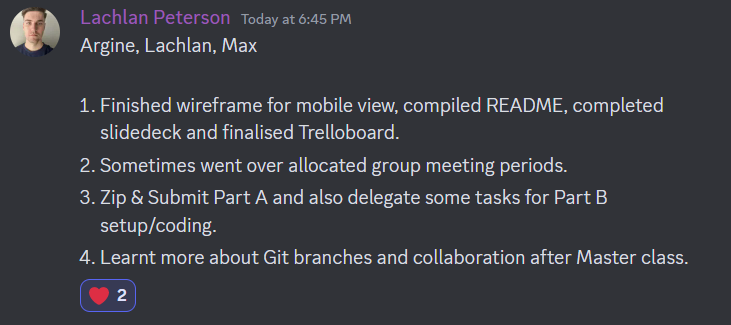 Lachlan Peterson Today at 6:45 PM
Argine, Lachlan, Max
1. Finished wireframe for mobile view, compiled README, completed
slidedeck and finalised Trelloboard.
2. Sometimes went over allocated group meeting periods.
3. Zip & Submit Part A and also delegate some tasks for Part B
setup/coding.
4. Learnt more about Git branches and collaboration after Master class.
2